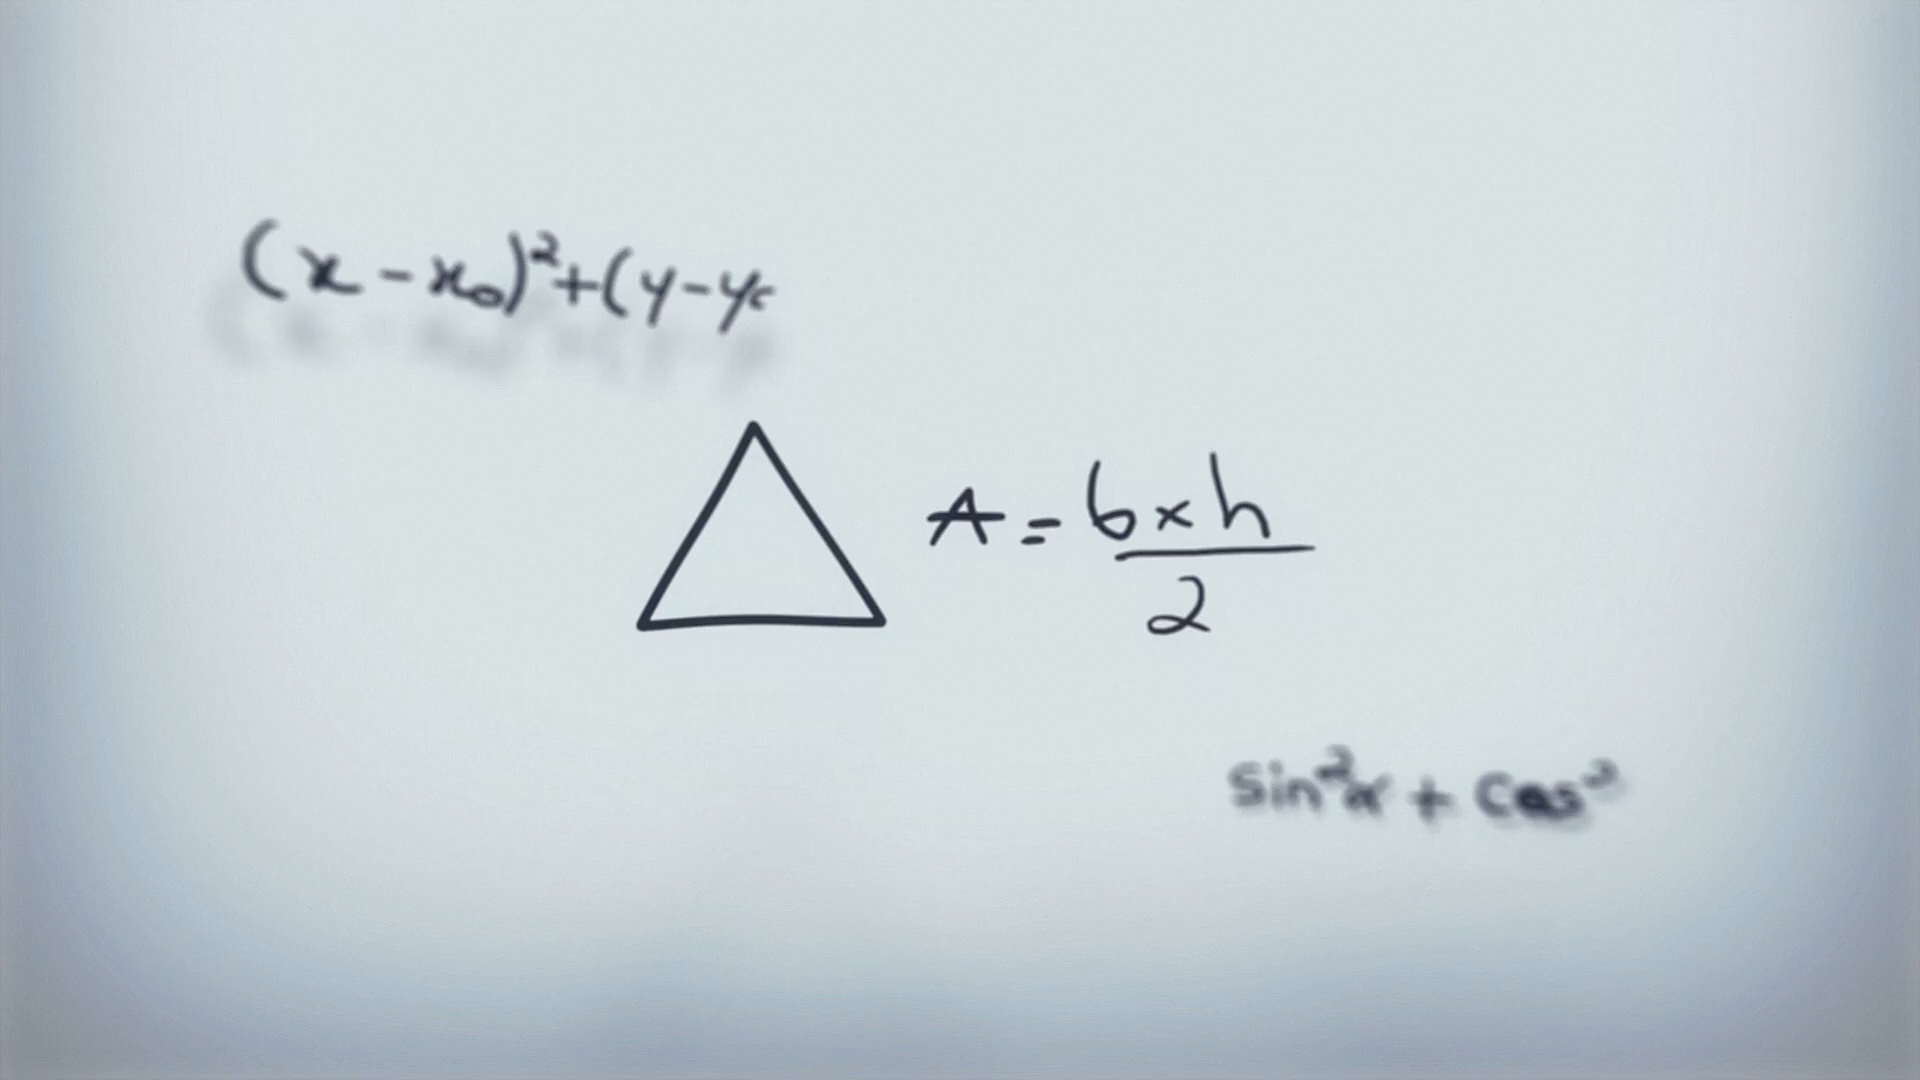 (x - x₀)² + (y - y
A = b x h
2
sin²x + cos²